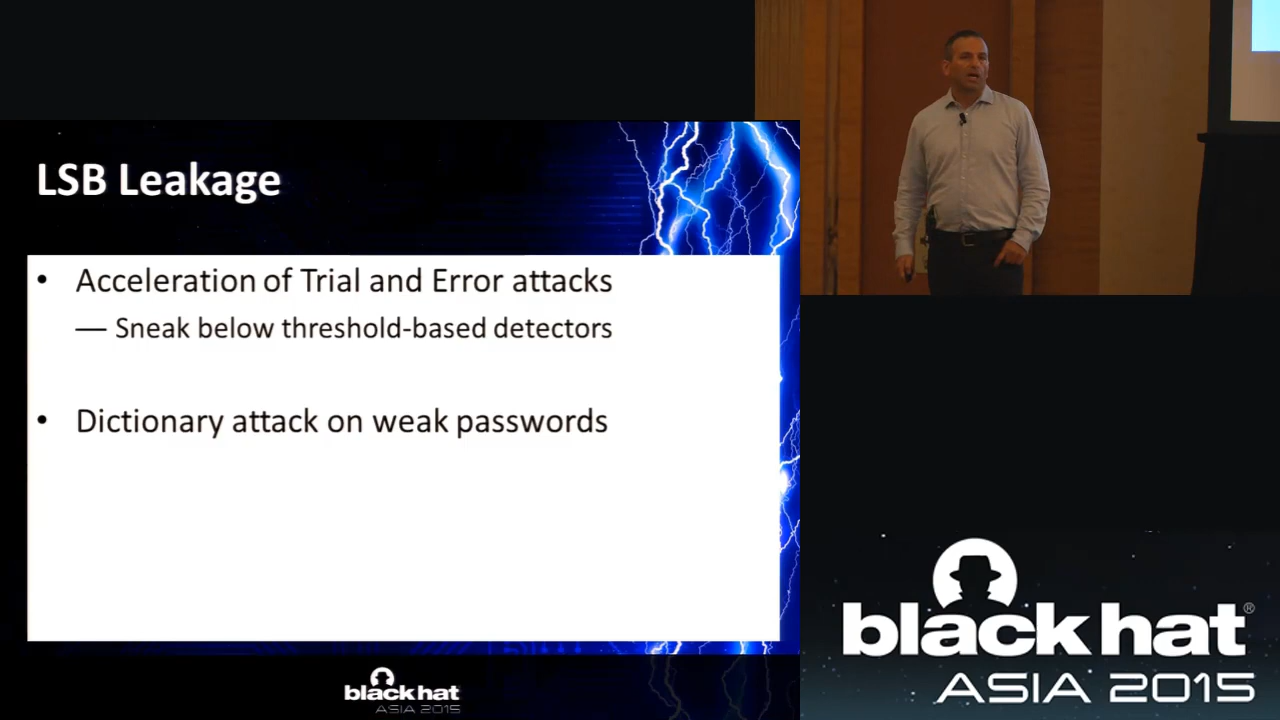 LSB Leakage
• Acceleration of Trial and Error attacks
— Sneak below threshold-based detectors
• Dictionary attack on weak passwords
black hat
ASIA 2015
black hat®
ASIA 2015